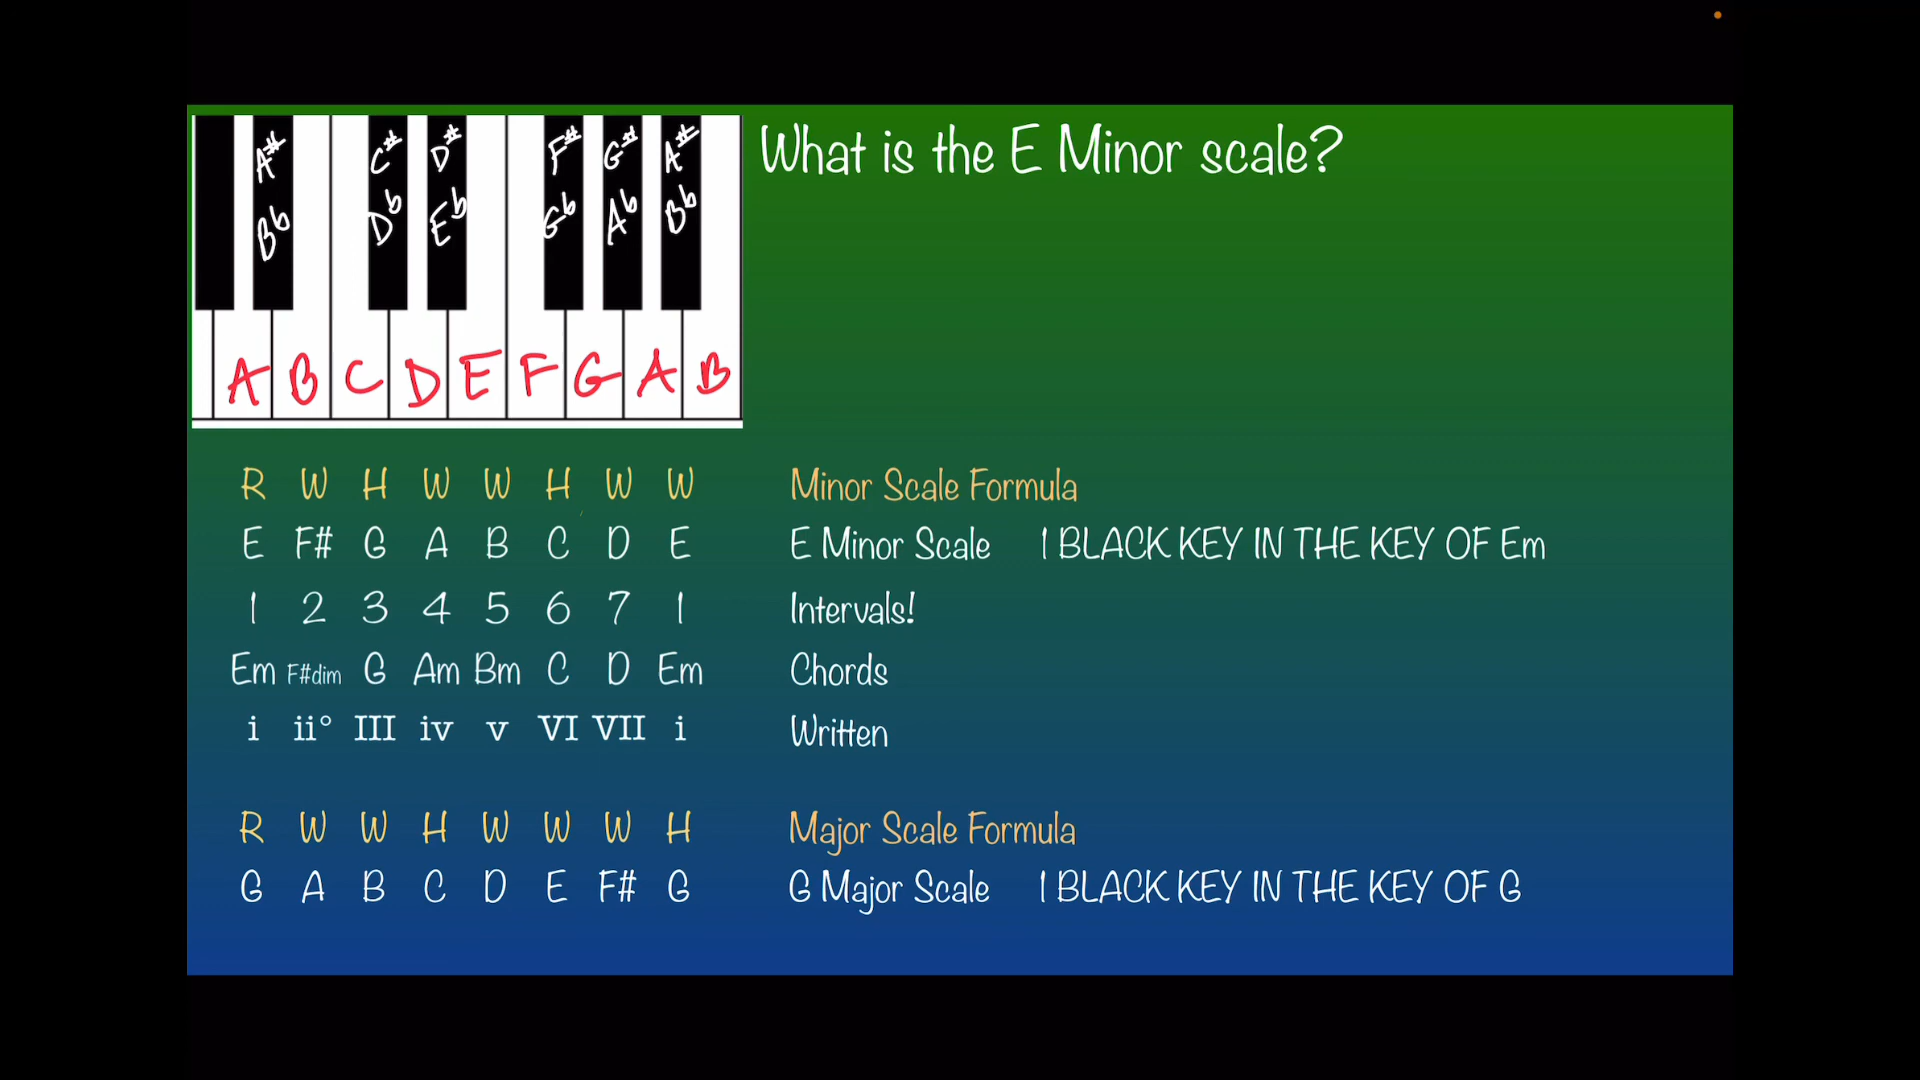 What is the E Minor scale?
A# C# D# F# G# A#
Bb Db Eb Gb Ab Bb
A B C D E F G A B
R W H W W H W W Minor Scale Formula
E F# G A B C D E E Minor Scale 1 BLACK KEY IN THE KEY OF Em
1 2 3 4 5 6 7 1 Intervals!
Em F#dim G Am Bm C D Em Chords
i ii° III iv v VI VII i Written
R W W H W W W H Major Scale Formula
G A B C D E F# G G Major Scale 1 BLACK KEY IN THE KEY OF G